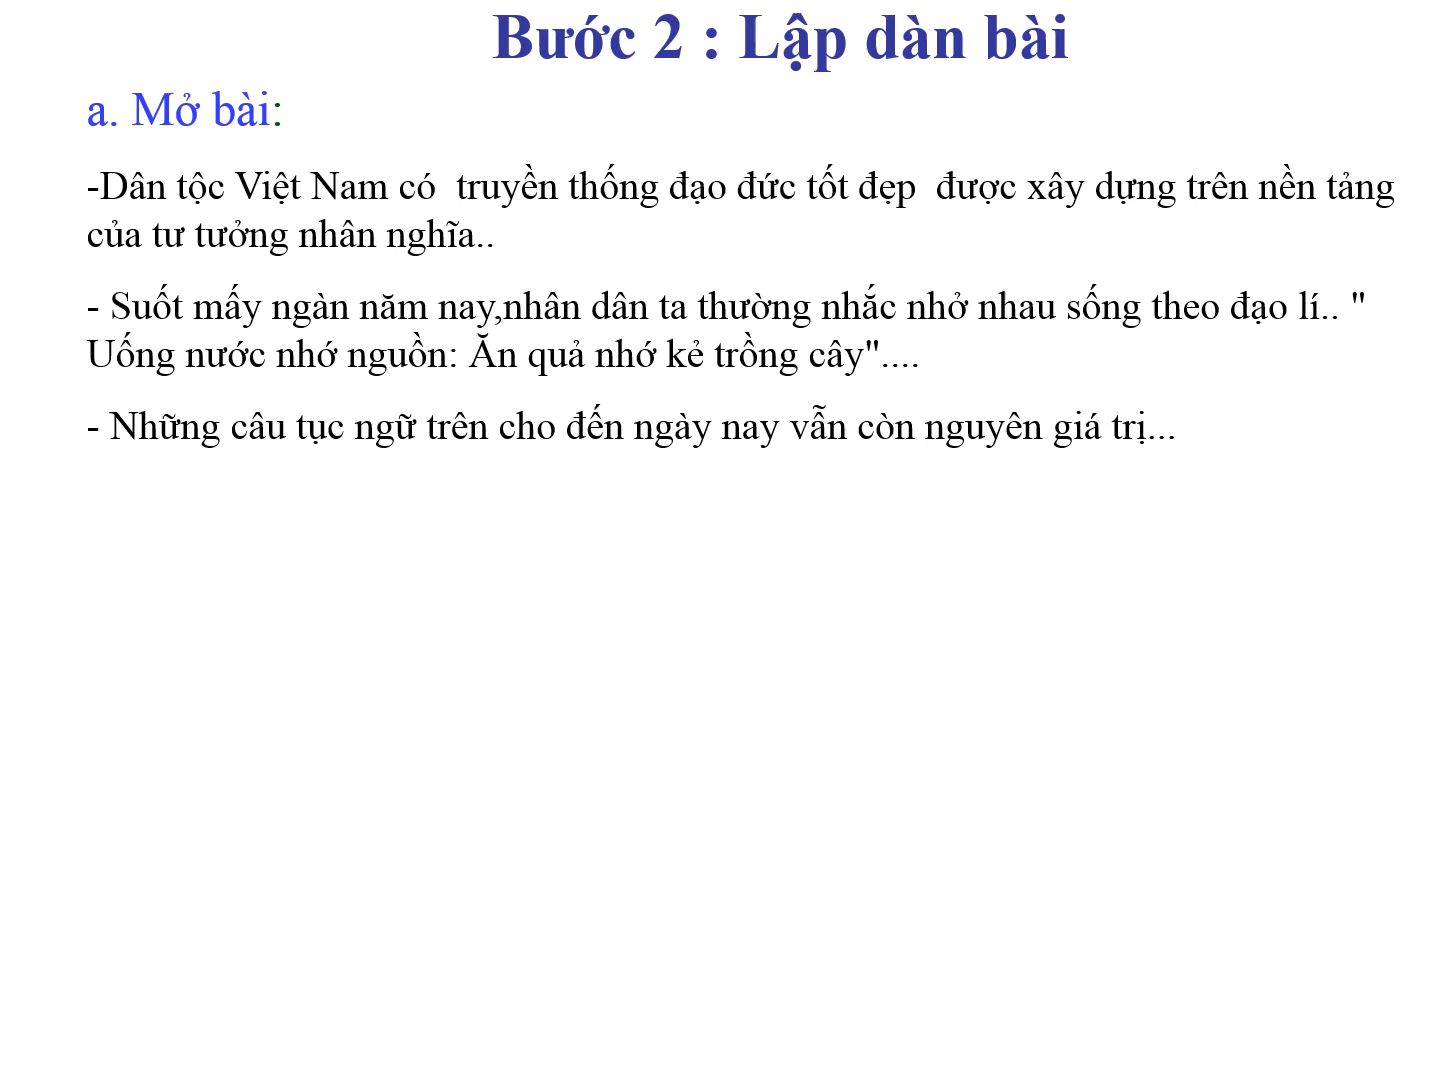 Bước 2 : Lập dàn bài
a. Mở bài:
-Dân tộc Việt Nam có  truyền thống đạo đức tốt đẹp  được xây dựng trên nền tảng
của tư tưởng nhân nghĩa..
- Suốt mấy ngàn năm nay,nhân dân ta thường nhắc nhở nhau sống theo đạo lí.. "
Uống nước nhớ nguồn: Ăn quả nhớ kẻ trồng cây"....
- Những câu tục ngữ trên cho đến ngày nay vẫn còn nguyên giá trị...